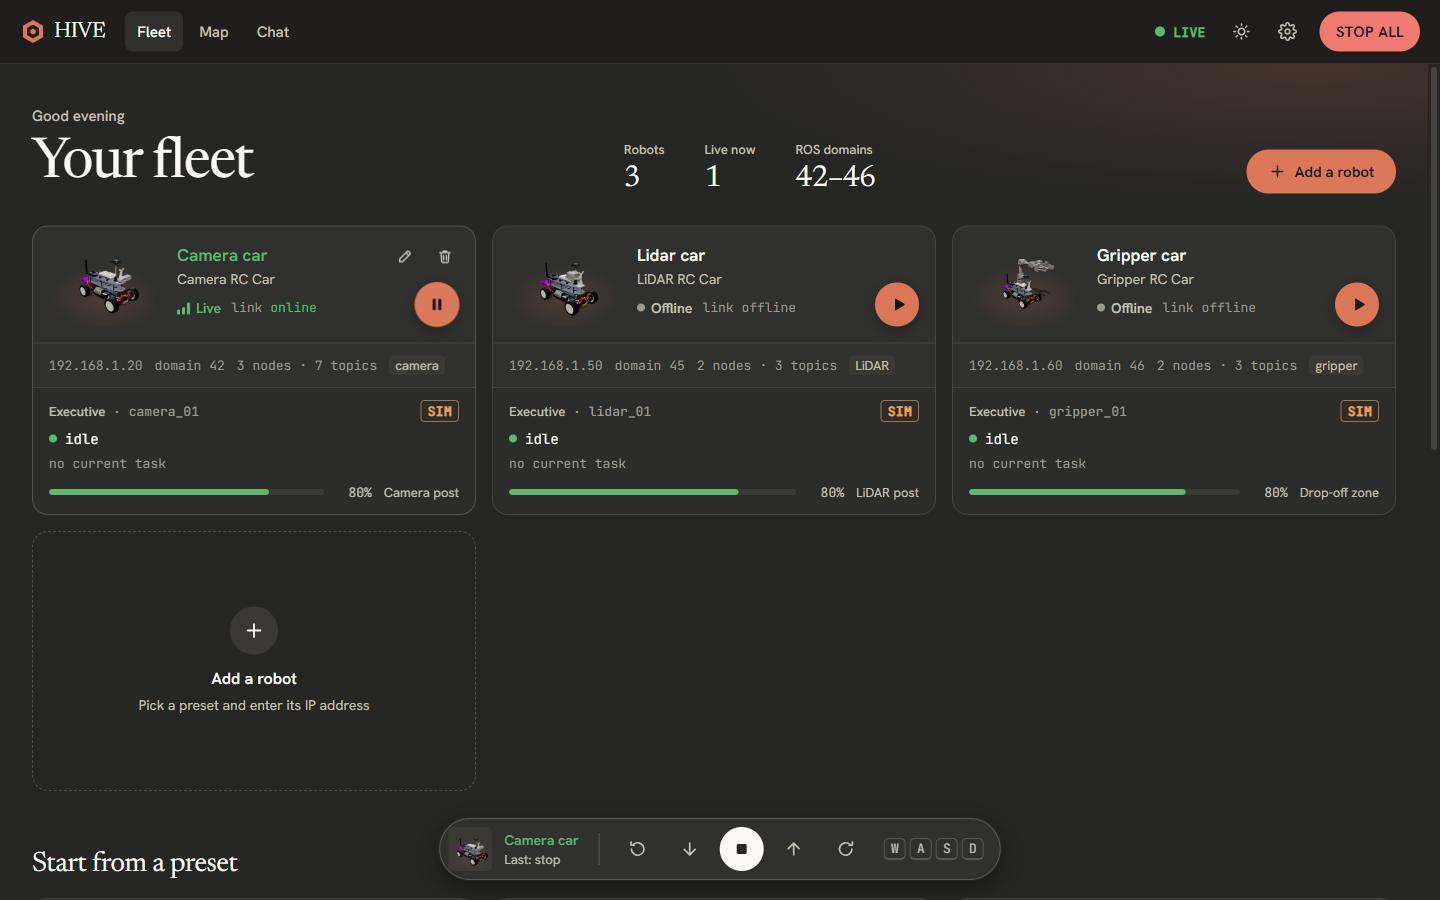 HIVE
Fleet
Map
Chat
LIVE
STOP ALL
Good evening
Your fleet
Robots
3
Live now
1
ROS domains
42–46
Add a robot
Camera car
Camera RC Car
Live link online
192.168.1.20 domain 42 3 nodes · 7 topics camera
Executive · camera_01 SIM
idle
no current task
80% Camera post
Lidar car
LiDAR RC Car
Offline link offline
192.168.1.50 domain 45 2 nodes · 3 topics LiDAR
Executive · lidar_01 SIM
idle
no current task
80% LiDAR post
Gripper car
Gripper RC Car
Offline link offline
192.168.1.60 domain 46 2 nodes · 3 topics gripper
Executive · gripper_01 SIM
idle
no current task
80% Drop-off zone
Add a robot
Pick a preset and enter its IP address
Start from a preset
Camera car
Last: stop
W A S D